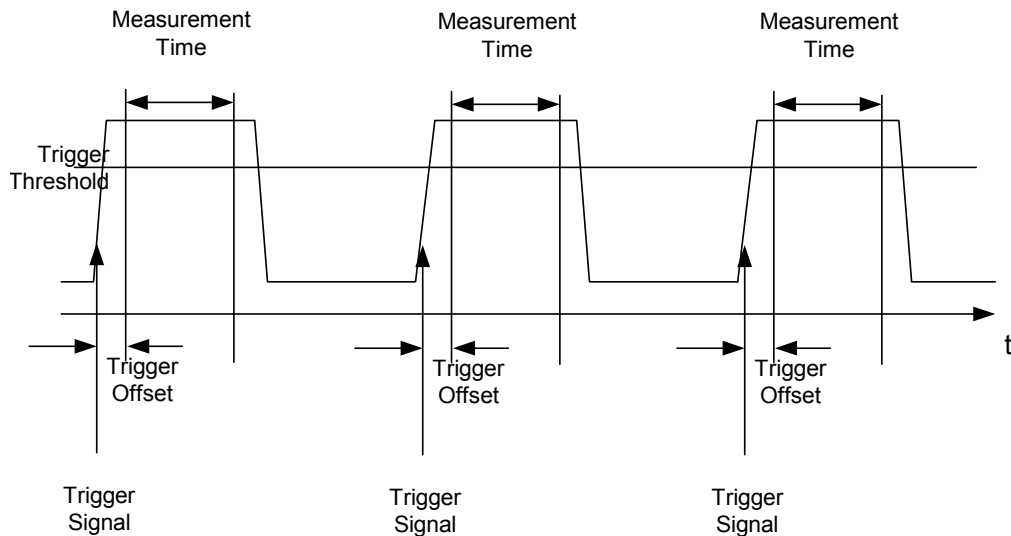 Measurement
Time
Measurement
Time
Measurement
Time
Trigger
Threshold
t
Trigger
Offset
Trigger
Offset
Trigger
Offset
Trigger
Signal
Trigger
Signal
Trigger
Signal